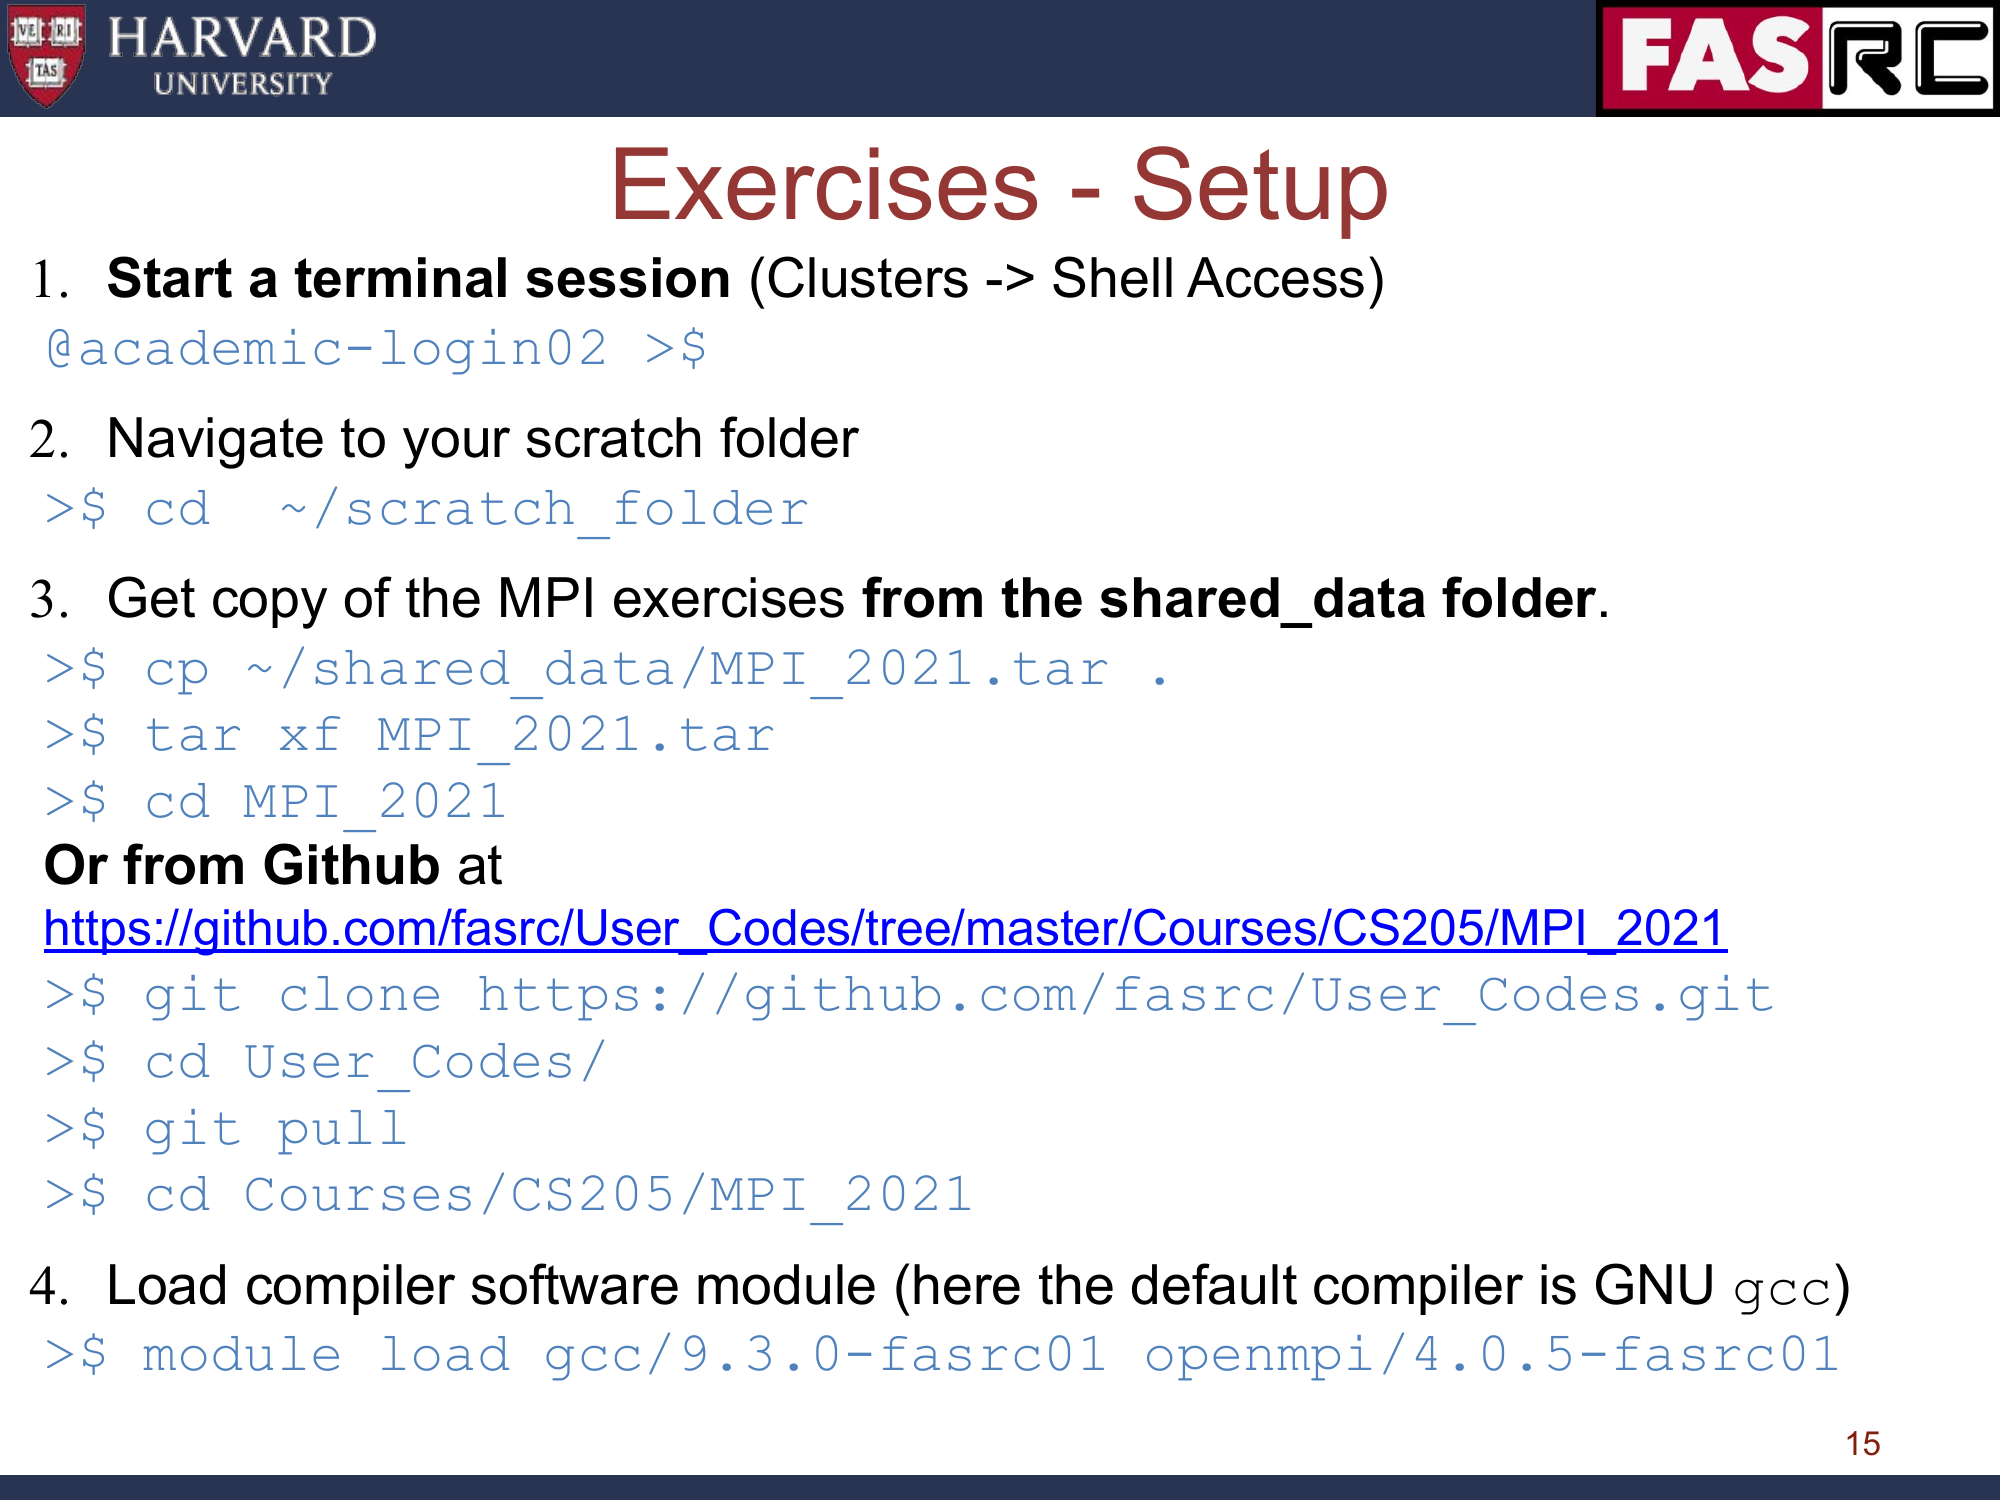 VE RI
TAS
HARVARD
UNIVERSITY
FAS RC
Exercises - Setup
1. Start a terminal session (Clusters -> Shell Access)
@academic-login02 >$
2. Navigate to your scratch folder
>$ cd  ~/scratch_folder
3. Get copy of the MPI exercises from the shared_data folder.
>$ cp ~/shared_data/MPI_2021.tar .
>$ tar xf MPI_2021.tar
>$ cd MPI_2021
Or from Github at
https://github.com/fasrc/User_Codes/tree/master/Courses/CS205/MPI_2021
>$ git clone https://github.com/fasrc/User_Codes.git
>$ cd User_Codes/
>$ git pull
>$ cd Courses/CS205/MPI_2021
4. Load compiler software module (here the default compiler is GNU gcc)
>$ module load gcc/9.3.0-fasrc01 openmpi/4.0.5-fasrc01
15